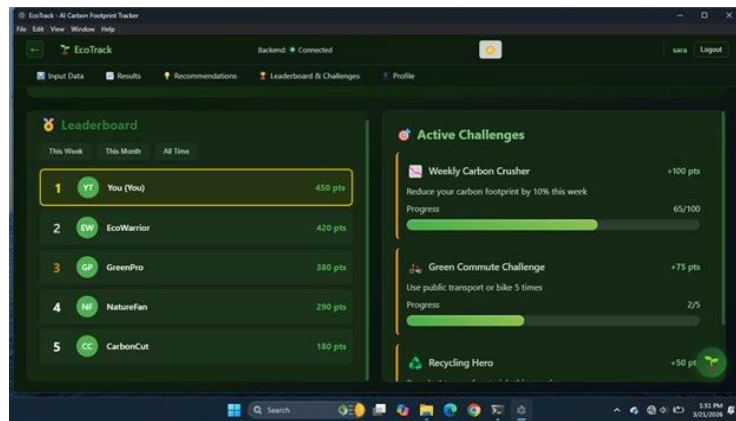 EcoTrack - AI Carbon Footprint Tracker
File Edit View Window Help
EcoTrack
Backend: Connected
sara
Logout
Input Data
Results
Recommendations
Leaderboard & Challenges
Profile
Leaderboard
This Week
This Month
All Time
1 YT You (You) 450 pts
2 EW EcoWarrior 420 pts
3 GP GreenPro 380 pts
4 NF NatureFan 290 pts
5 CC CarbonCut 180 pts
Active Challenges
Weekly Carbon Crusher +100 pts
Reduce your carbon footprint by 10% this week
Progress 65/100
Green Commute Challenge +75 pts
Use public transport or bike 5 times
Progress 2/5
Recycling Hero +50 pt
Search
1:51 PM
3/21/2026